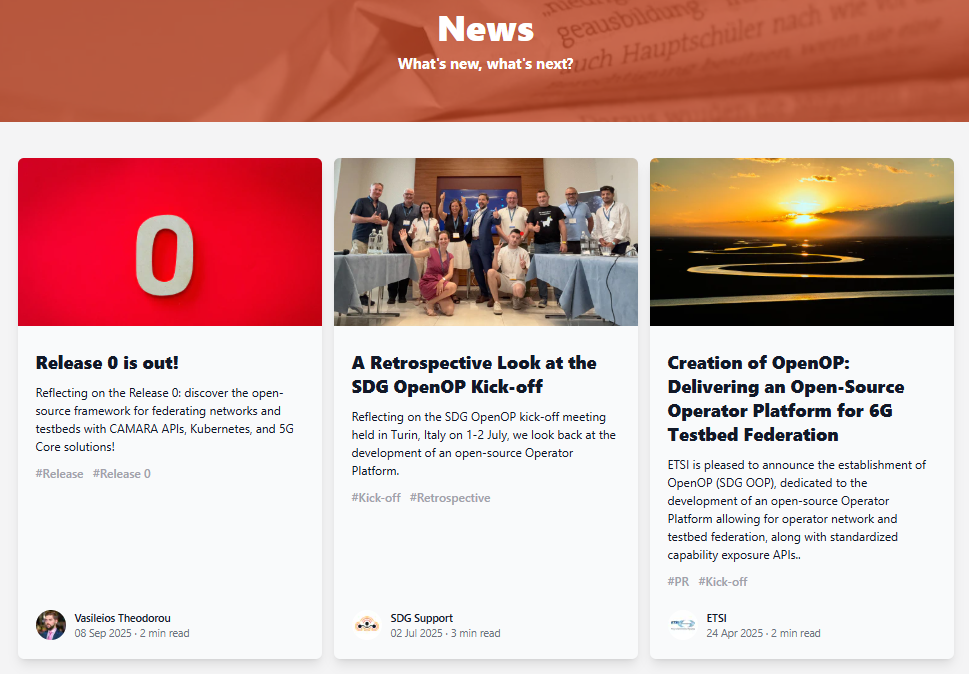 News
What's new, what's next?
geausbildung
auch Hauptschüler nach wie vor
O
Release 0 is out!
Reflecting on the Release 0: discover the open-
source framework for federating networks and
testbeds with CAMARA APIs, Kubernetes, and 5G
Core solutions!
#Release #Release 0
Vasileios Theodorou
08 Sep 2025 · 2 min read
A Retrospective Look at the
SDG OpenOP Kick-off
Reflecting on the SDG OpenOP kick-off meeting
held in Turin, Italy on 1-2 July, we look back at the
development of an open-source Operator
Platform.
#Kick-off #Retrospective
SDG Support
02 Jul 2025 · 3 min read
Creation of OpenOP:
Delivering an Open-Source
Operator Platform for 6G
Testbed Federation
ETSI is pleased to announce the establishment of
OpenOP (SDG OOP), dedicated to the
development of an open-source Operator
Platform allowing for operator network and
testbed federation, along with standardized
capability exposure APIs..
#PR #Kick-off
ETSI
24 Apr 2025 · 2 min read